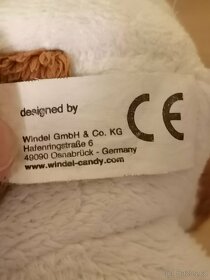 designed by
CE
Windel GmbH & Co. KG
Hafenringstraße 6
49090 Osnabrück - Germany
www.windel-candy.com